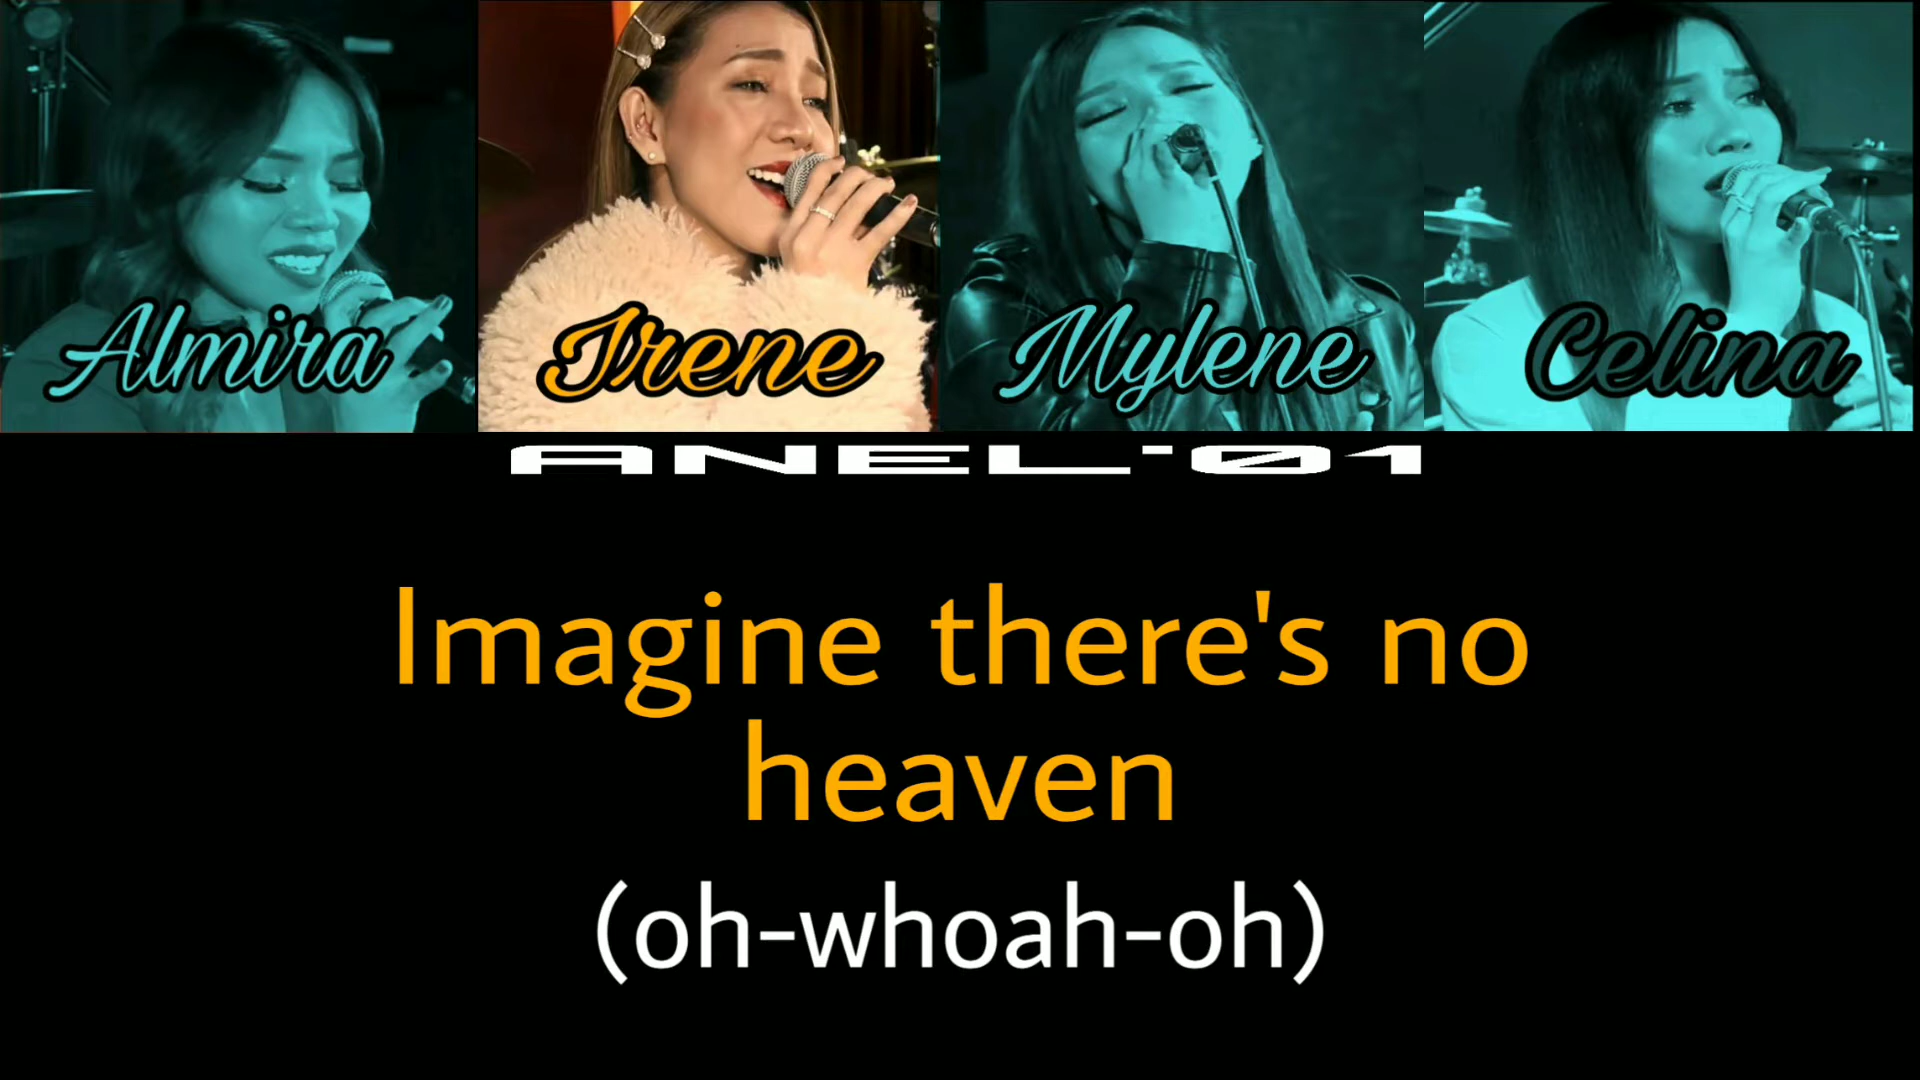 Almira
Irene
Mylene
Celina
ANEL'01
Imagine there's no
heaven
(oh-whoah-oh)